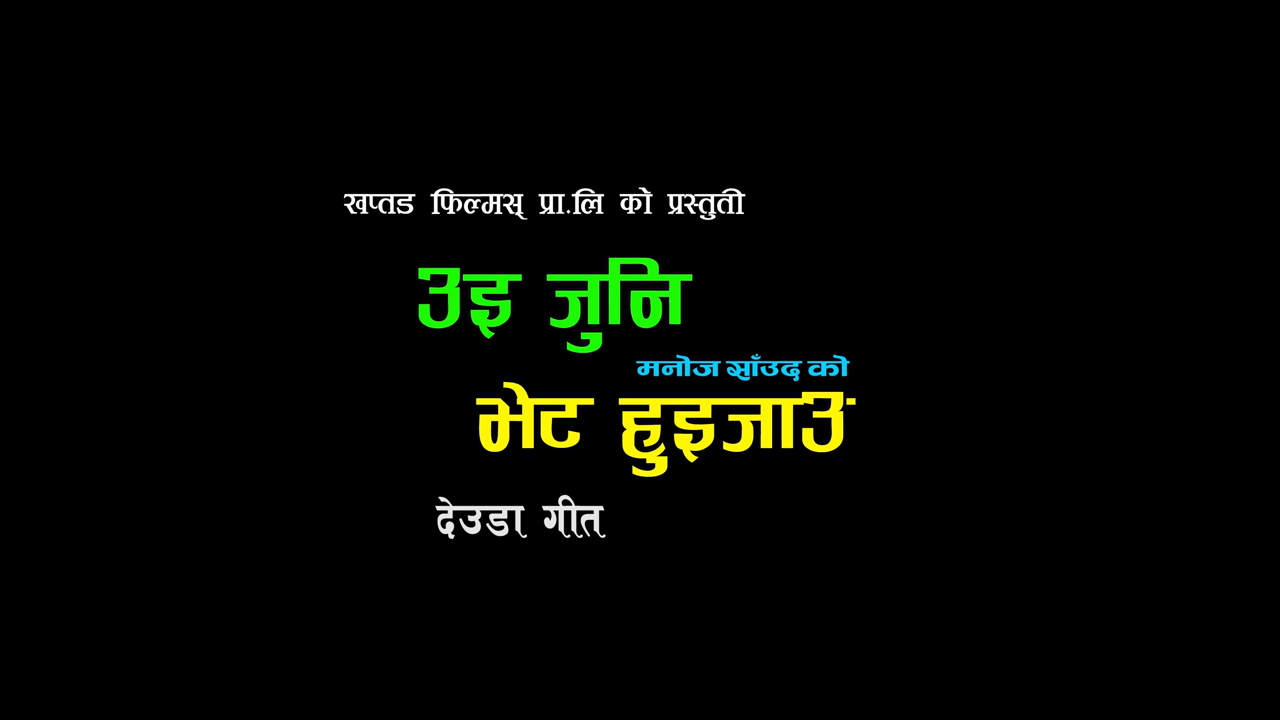 खप्तड फिल्मस् प्रा.लि को प्रस्तुती
उइ जुनि
मनोज साँउद को
भेट हुइजाउ
देउडा गीत